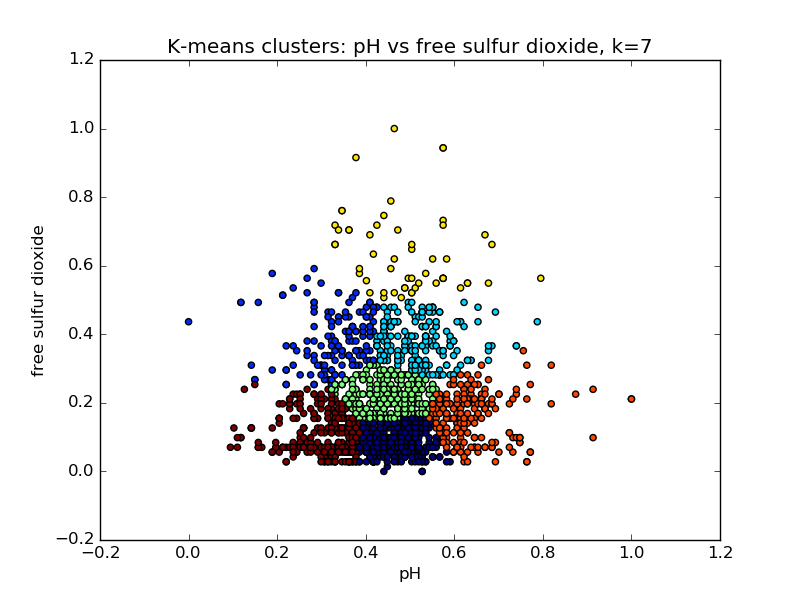 K-means clusters: pH vs free sulfur dioxide, k=7
1.2
1.0
0.8
0.6
0.4
0.2
0.0
−0.2
free sulfur dioxide
−0.2 0.0 0.2 0.4 0.6 0.8 1.0 1.2
pH